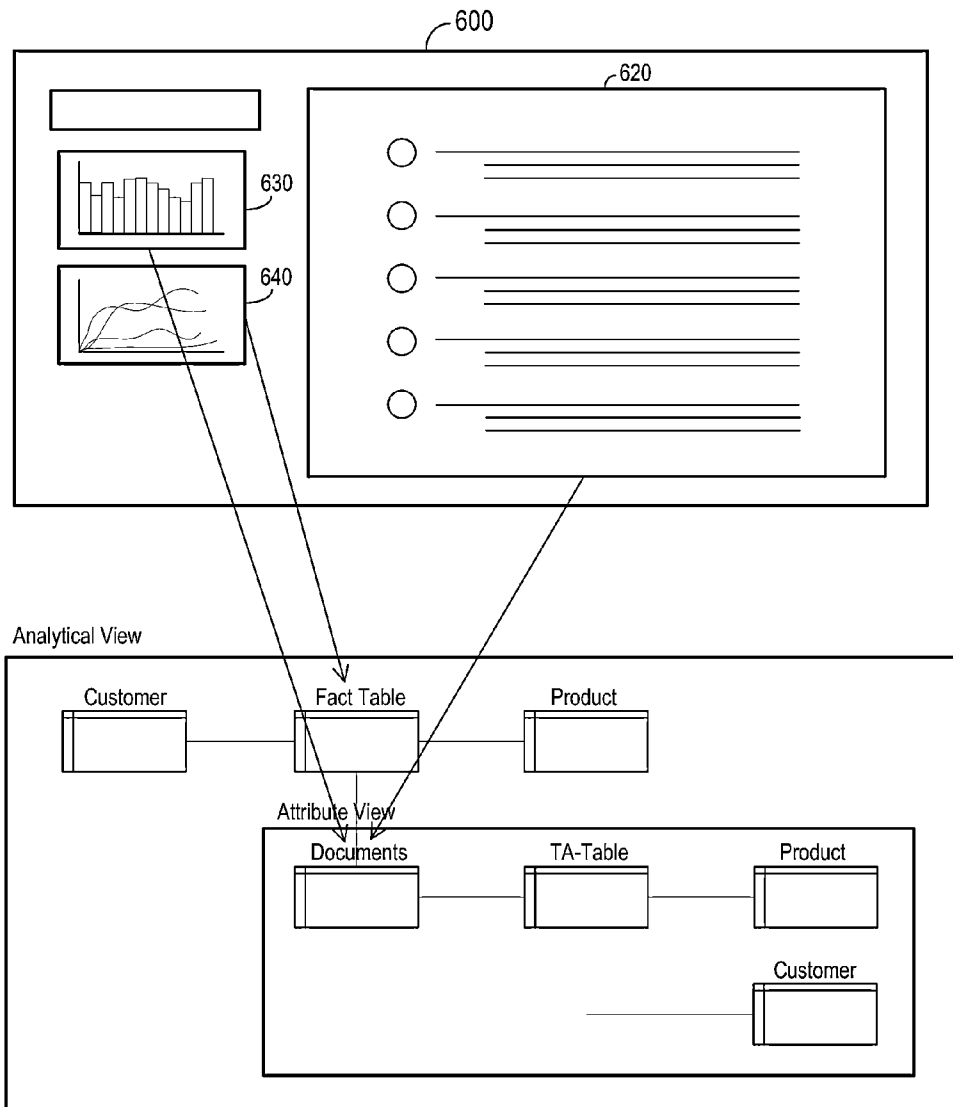 600
620
630
640
Analytical View
Customer
Fact Table
Product
Attribute View
Documents
TA-Table
Product
Customer